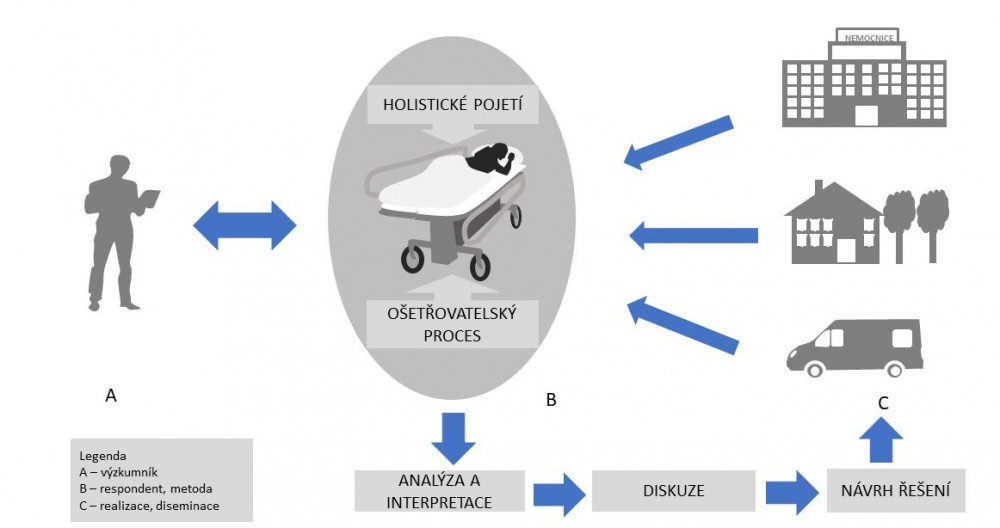 NEMOCNICE
HOLISTICKÉ POJETÍ
OŠETŘOVATELSKÝ
PROCES
A
B
C
Legenda
A – výzkumník
B – respondent, metoda
C – realizace, diseminace
ANALÝZA A
INTERPRETACE
DISKUZE
NÁVRH ŘEŠENÍ